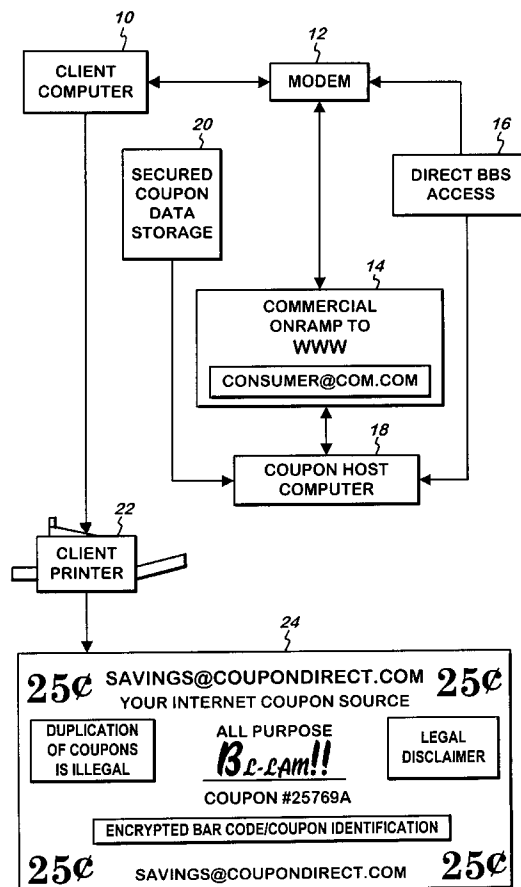 10
CLIENT
COMPUTER
12
MODEM
20
SECURED
COUPON
DATA
STORAGE
16
DIRECT BBS
ACCESS
14
COMMERCIAL
ONRAMP TO
WWW
CONSUMER@COM.COM
18
COUPON HOST
COMPUTER
22
CLIENT
PRINTER
24
25¢ SAVINGS@COUPONDIRECT.COM 25¢
YOUR INTERNET COUPON SOURCE
DUPLICATION
OF COUPONS
IS ILLEGAL
ALL PURPOSE
BL-LAM!!
COUPON #25769A
LEGAL
DISCLAIMER
ENCRYPTED BAR CODE/COUPON IDENTIFICATION
25¢ SAVINGS@COUPONDIRECT.COM 25¢